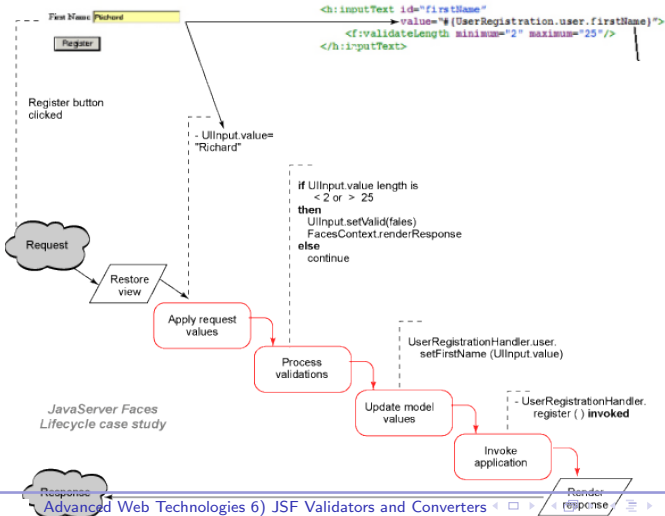 First Name Richard
Register
<h:inputText id="firstName"
value="#{UserRegistration.user.firstName}">
<f:validateLength minimum="2" maximum="25"/>
</h:inputText>
Register button
clicked
- UIInput.value=
"Richard"
if UIInput.value length is
< 2 or > 25
then
UIInput.setValid(fales)
FacesContext.renderResponse
else
continue
Request
Restore
view
Apply request
values
Process
validations
UserRegistrationHandler.user.
setFirstName (UIInput.value)
Update model
values
- UserRegistrationHandler.
register ( ) invoked
Invoke
application
JavaServer Faces
Lifecycle case study
Response
Render
response
Advanced Web Technologies 6) JSF Validators and Converters